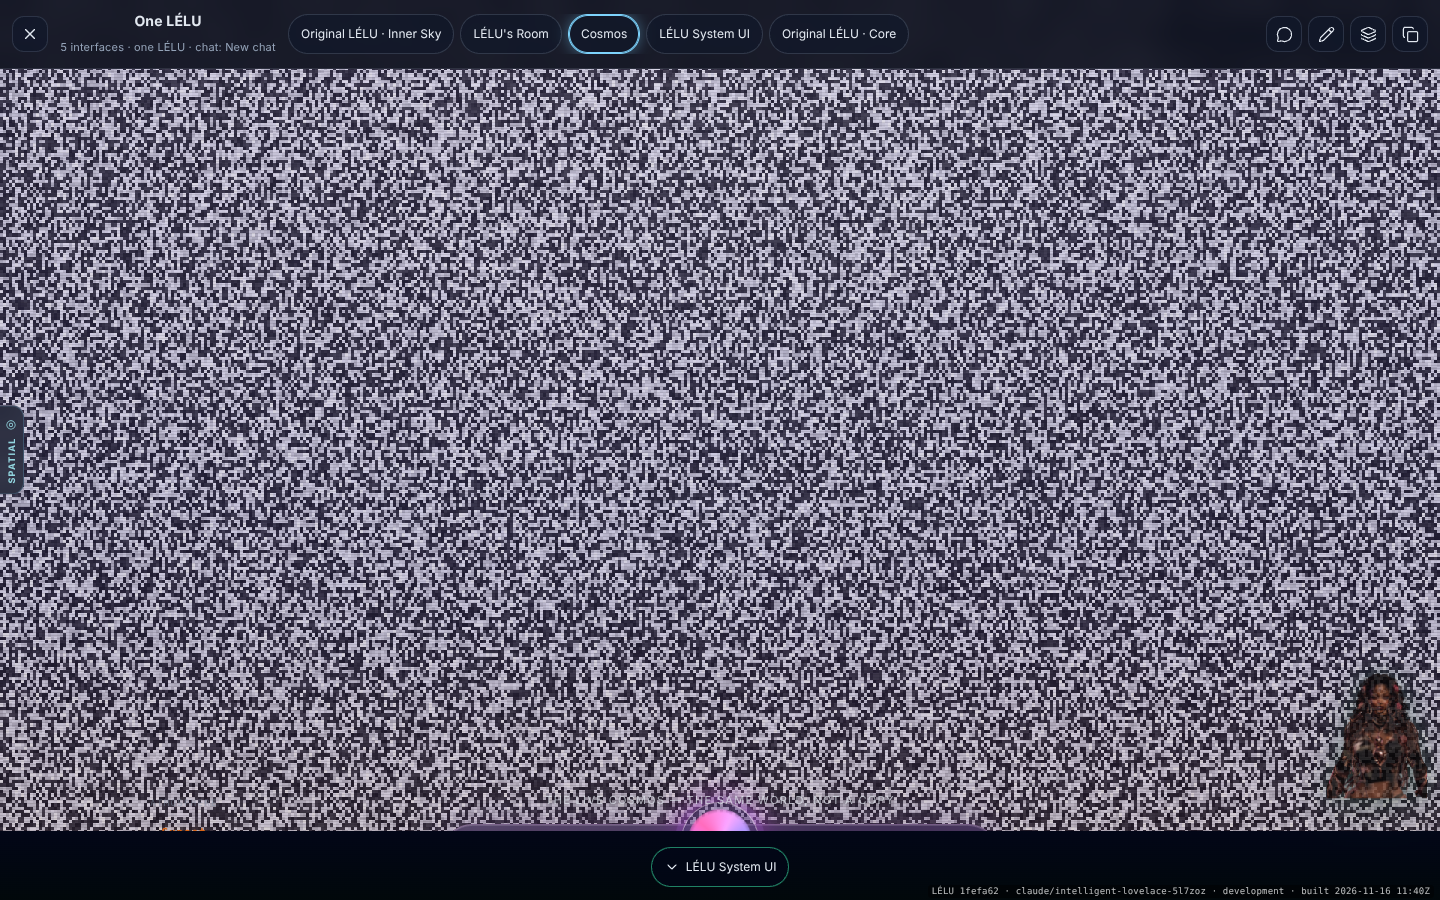 One LÉLU
5 interfaces · one LÉLU · chat: New chat
Original LÉLU · Inner Sky
LÉLU's Room
Cosmos
LÉLU System UI
Original LÉLU · Core
SPATIAL
LÉLU System UI
LÉLU 1fefa62 · claude/intelligent-lovelace-5l7zoz · development · built 2026-11-16 11:40Z